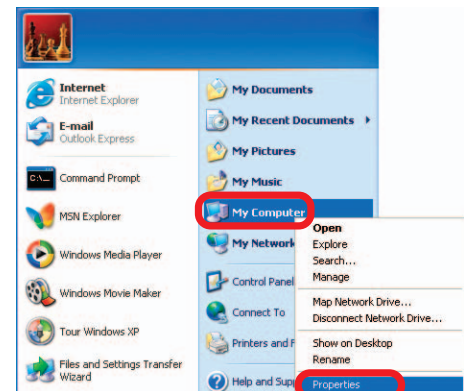 Internet
Internet Explorer
E-mail
Outlook Express
C:\_
Command Prompt
MSN Explorer
Windows Media Player
Windows Movie Maker
Tour Windows XP
Files and Settings Transfer
Wizard
My Documents
My Recent Documents
My Pictures
My Music
My Computer
My Network
Control Panel
Connect To
Printers and F
Help and Supp
Open
Explore
Search...
Manage
Map Network Drive...
Disconnect Network Drive...
Show on Desktop
Rename
Properties